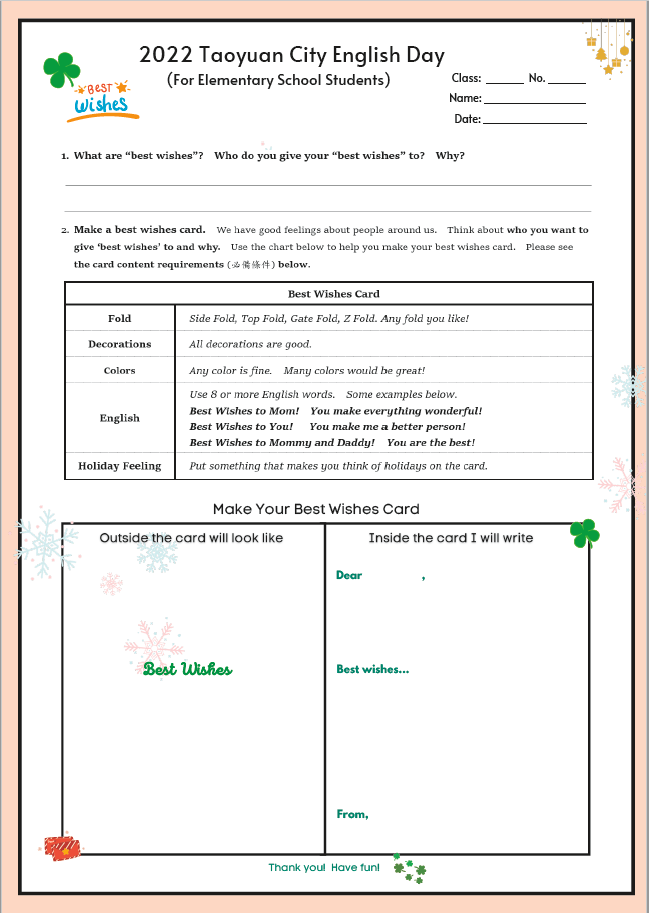 2022 Taoyuan City English Day
(For Elementary School Students)
BEST
Wishes
Class: ______ No. ______
Name: ________________
Date: ________________
1. What are “best wishes”? Who do you give your “best wishes” to? Why?
2. Make a best wishes card. We have good feelings about people around us. Think about who you want to
give ‘best wishes’ to and why. Use the chart below to help you make your best wishes card. Please see
the card content requirements (必備條件) below.
Best Wishes Card
Fold Side Fold, Top Fold, Gate Fold, Z Fold. Any fold you like!
Decorations All decorations are good.
Colors Any color is fine. Many colors would be great!
English
Use 8 or more English words. Some examples below.
Best Wishes to Mom! You make everything wonderful!
Best Wishes to You! You make me a better person!
Best Wishes to Mommy and Daddy! You are the best!
Holiday Feeling Put something that makes you think of holidays on the card.
Make Your Best Wishes Card
Outside the card will look like
Best Wishes
Inside the card I will write
Dear ,
Best wishes...
From,
Thank you! Have fun!